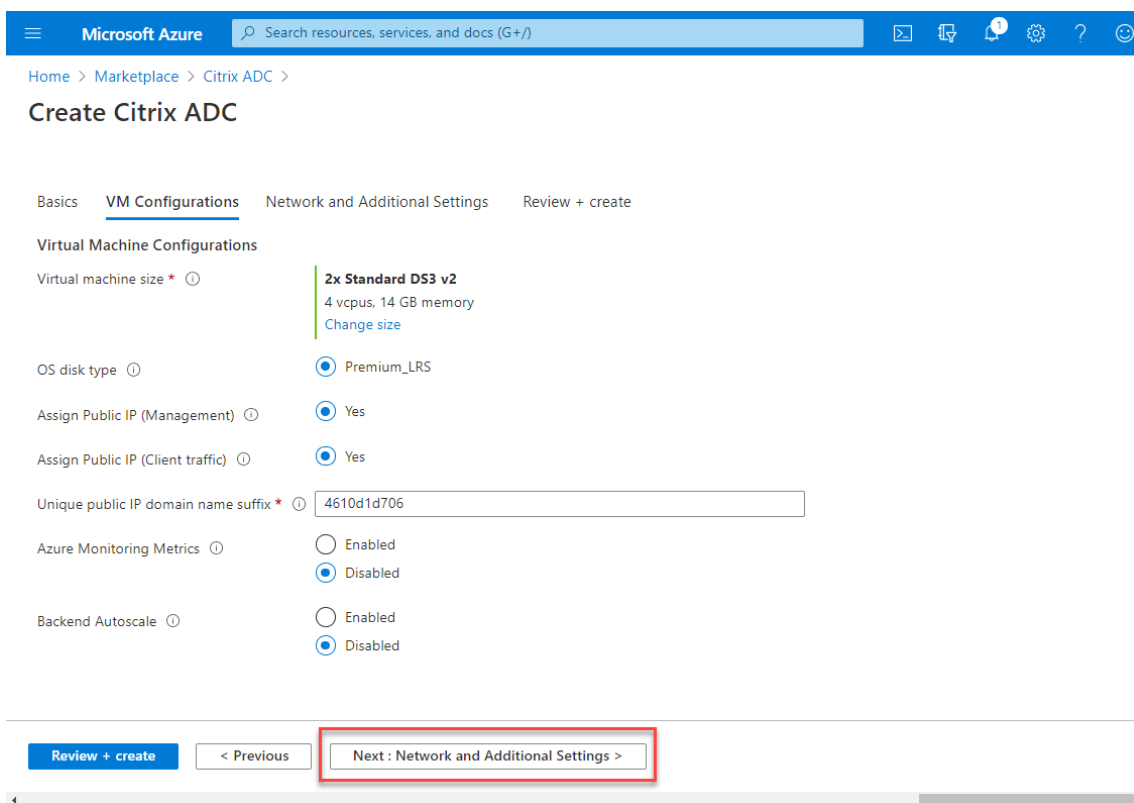 Microsoft Azure
Search resources, services, and docs (G+/)
1
Home > Marketplace > Citrix ADC >
Create Citrix ADC
Basics VM Configurations Network and Additional Settings Review + create
Virtual Machine Configurations
Virtual machine size *
2x Standard DS3 v2
4 vcpus, 14 GB memory
Change size
OS disk type
Premium_LRS
Assign Public IP (Management)
Yes
Assign Public IP (Client traffic)
Yes
Unique public IP domain name suffix *
4610d1d706
Azure Monitoring Metrics
Enabled
Disabled
Backend Autoscale
Enabled
Disabled
Review + create
< Previous
Next : Network and Additional Settings >